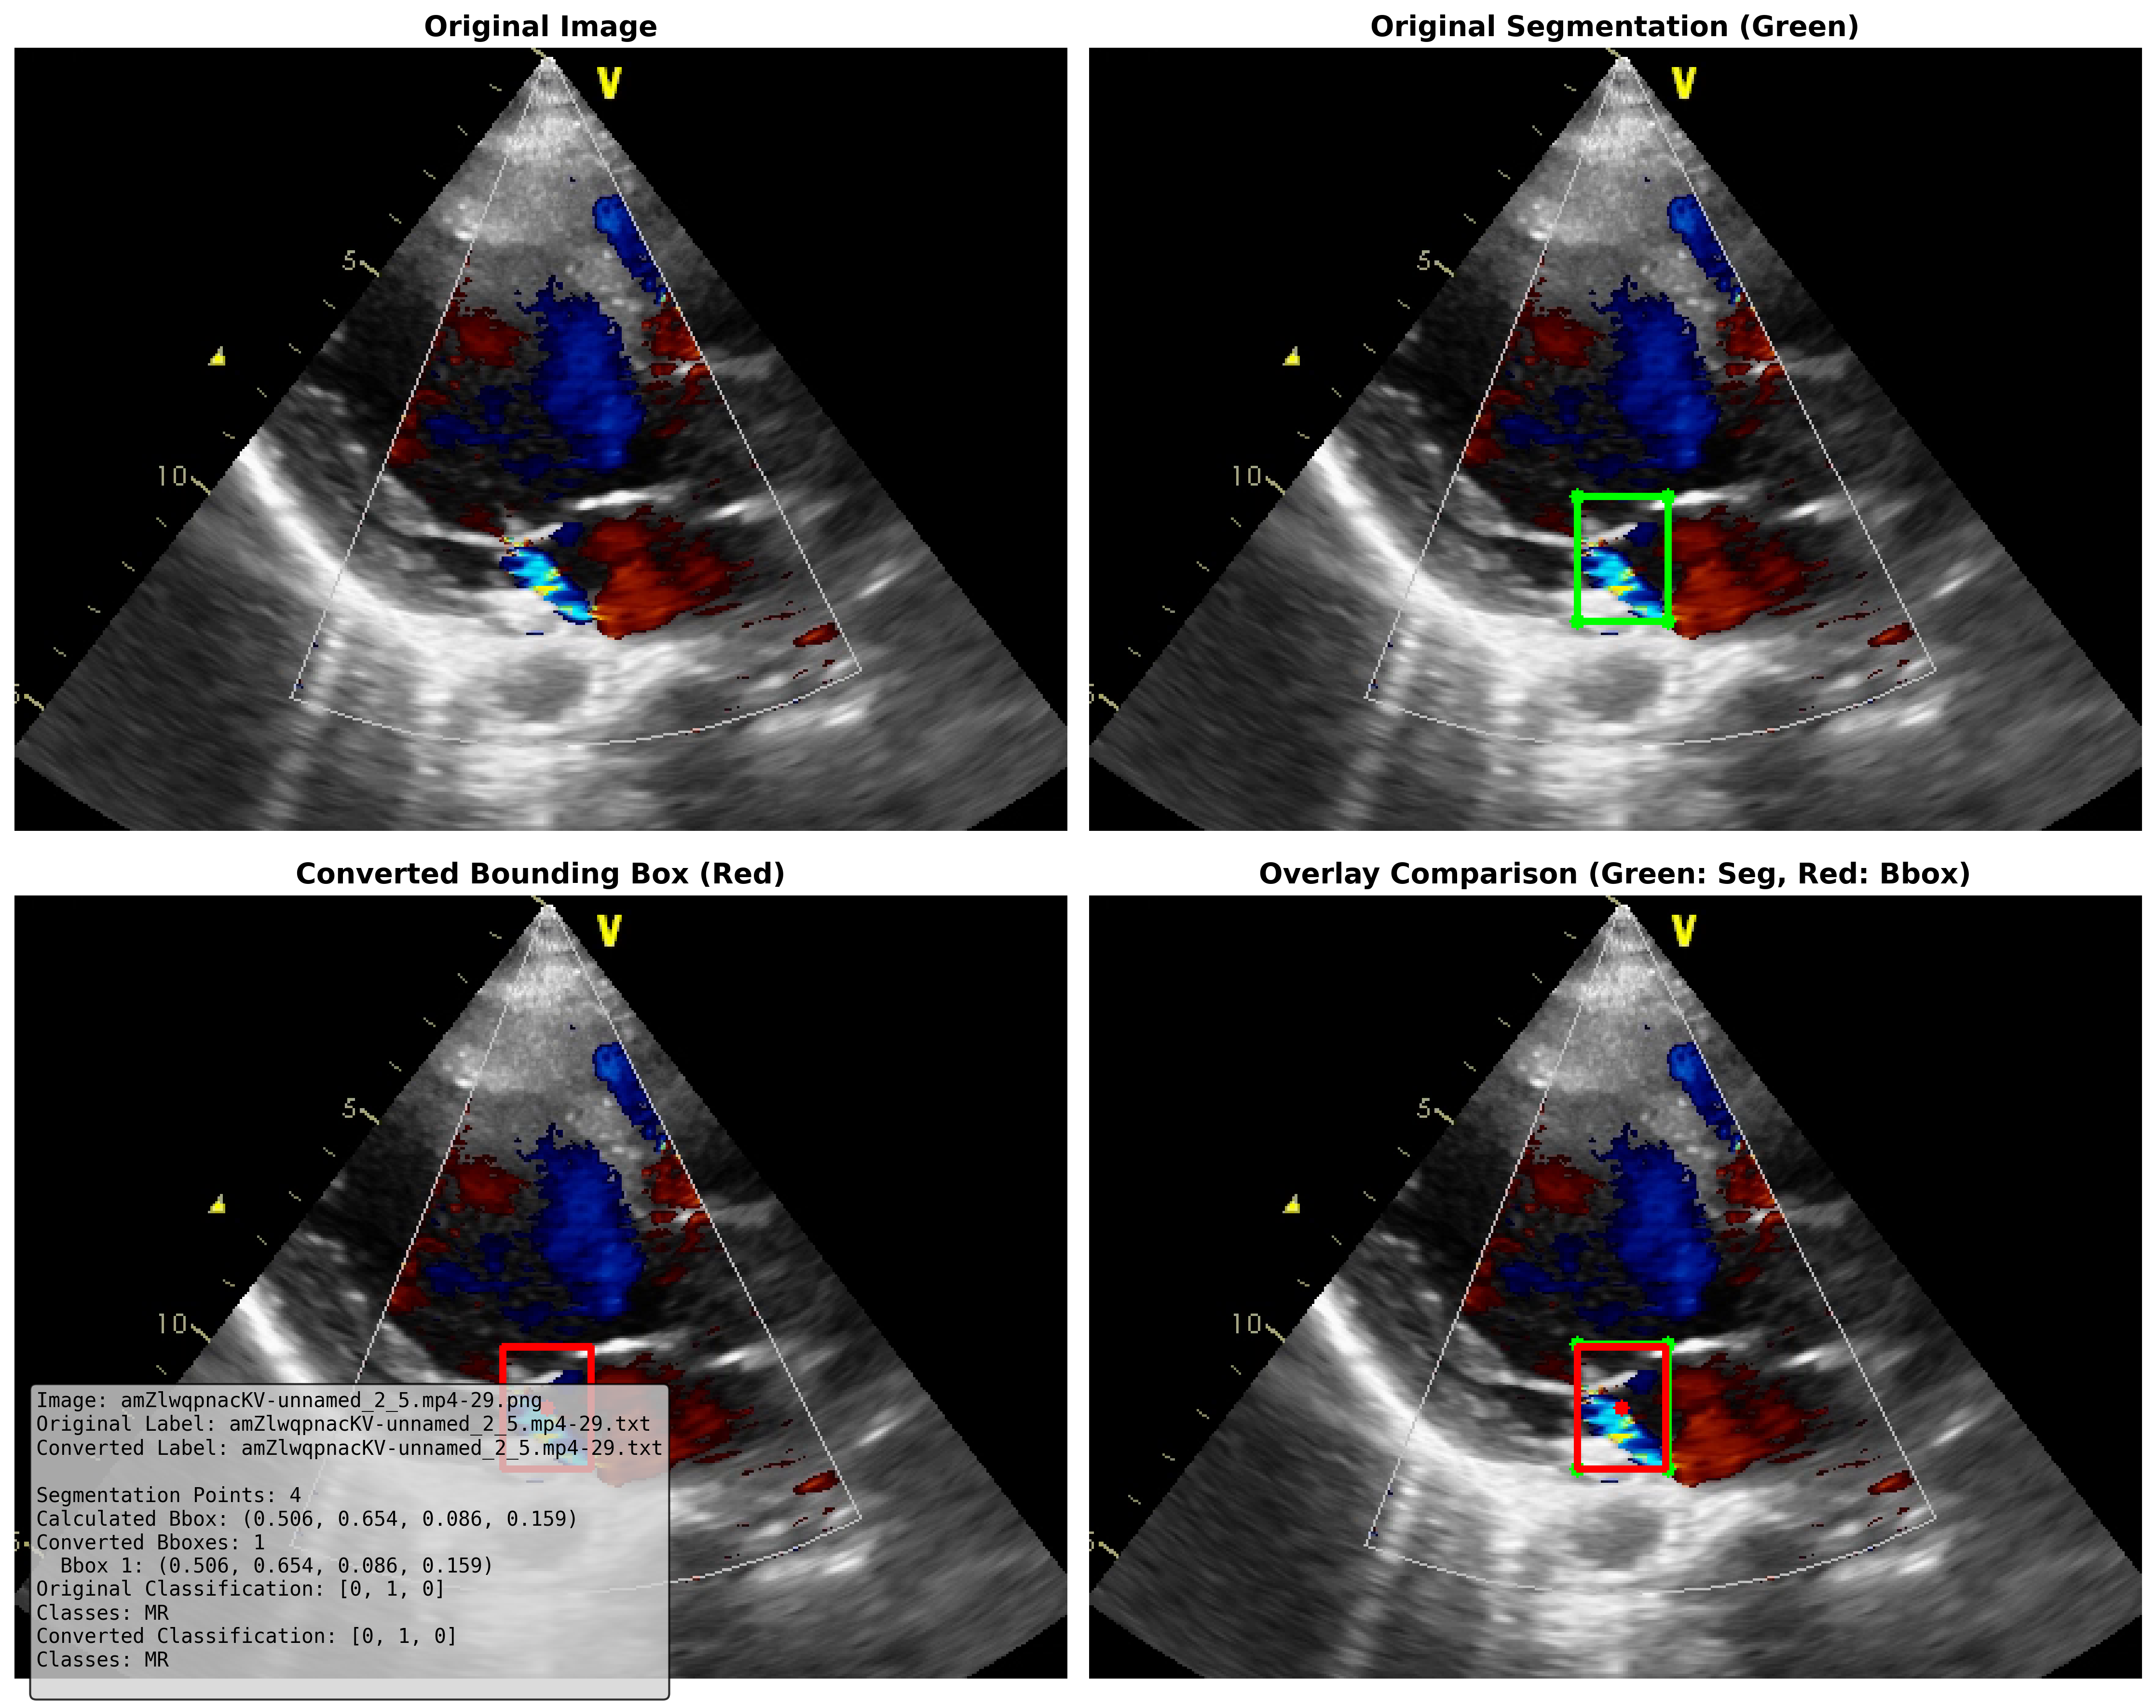 Original Image
Original Segmentation (Green)
V
5
10
V
5
10
5
Converted Bounding Box (Red)
Overlay Comparison (Green: Seg, Red: Bbox)
V
5
10
V
5
10
5
Image: amZlwqpnacKV-unnamed_2_5.mp4-29.png
Original Label: amZlwqpnacKV-unnamed_2_5.mp4-29.txt
Converted Label: amZlwqpnacKV-unnamed_2_5.mp4-29.txt
Segmentation Points: 4
Calculated Bbox: (0.506, 0.654, 0.086, 0.159)
Converted Bboxes: 1
Bbox 1: (0.506, 0.654, 0.086, 0.159)
Original Classification: [0, 1, 0]
Classes: MR
Converted Classification: [0, 1, 0]
Classes: MR